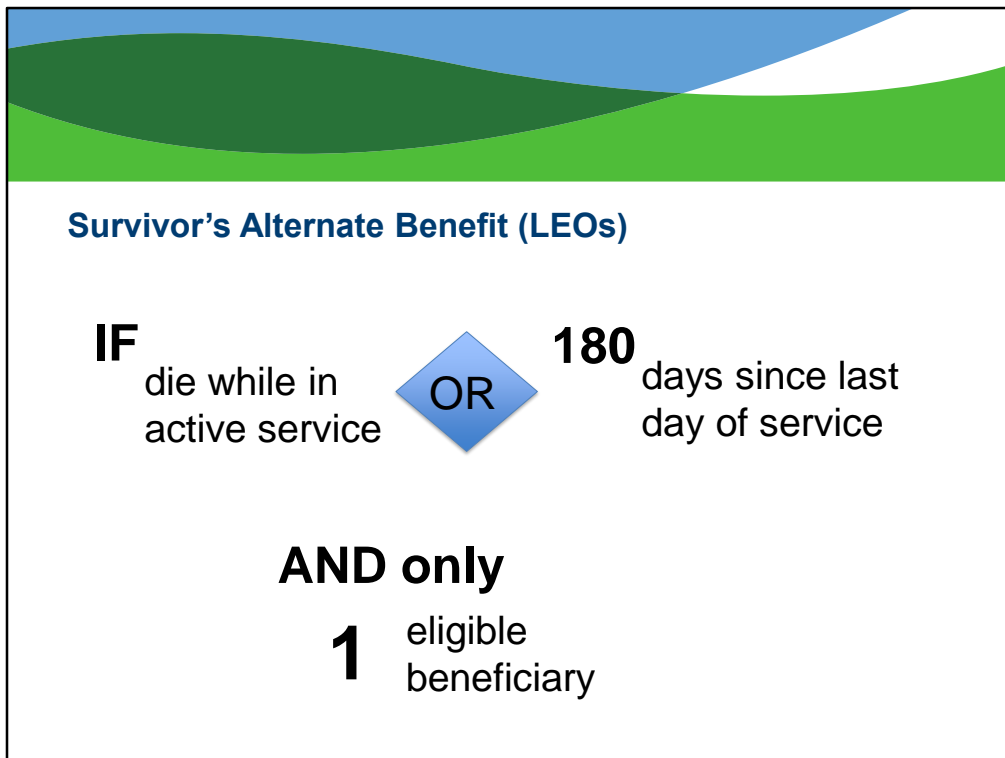 Survivor’s Alternate Benefit (LEOs)
IF
die while in
active service
OR
180
days since last
day of service
AND only
1
eligible
beneficiary